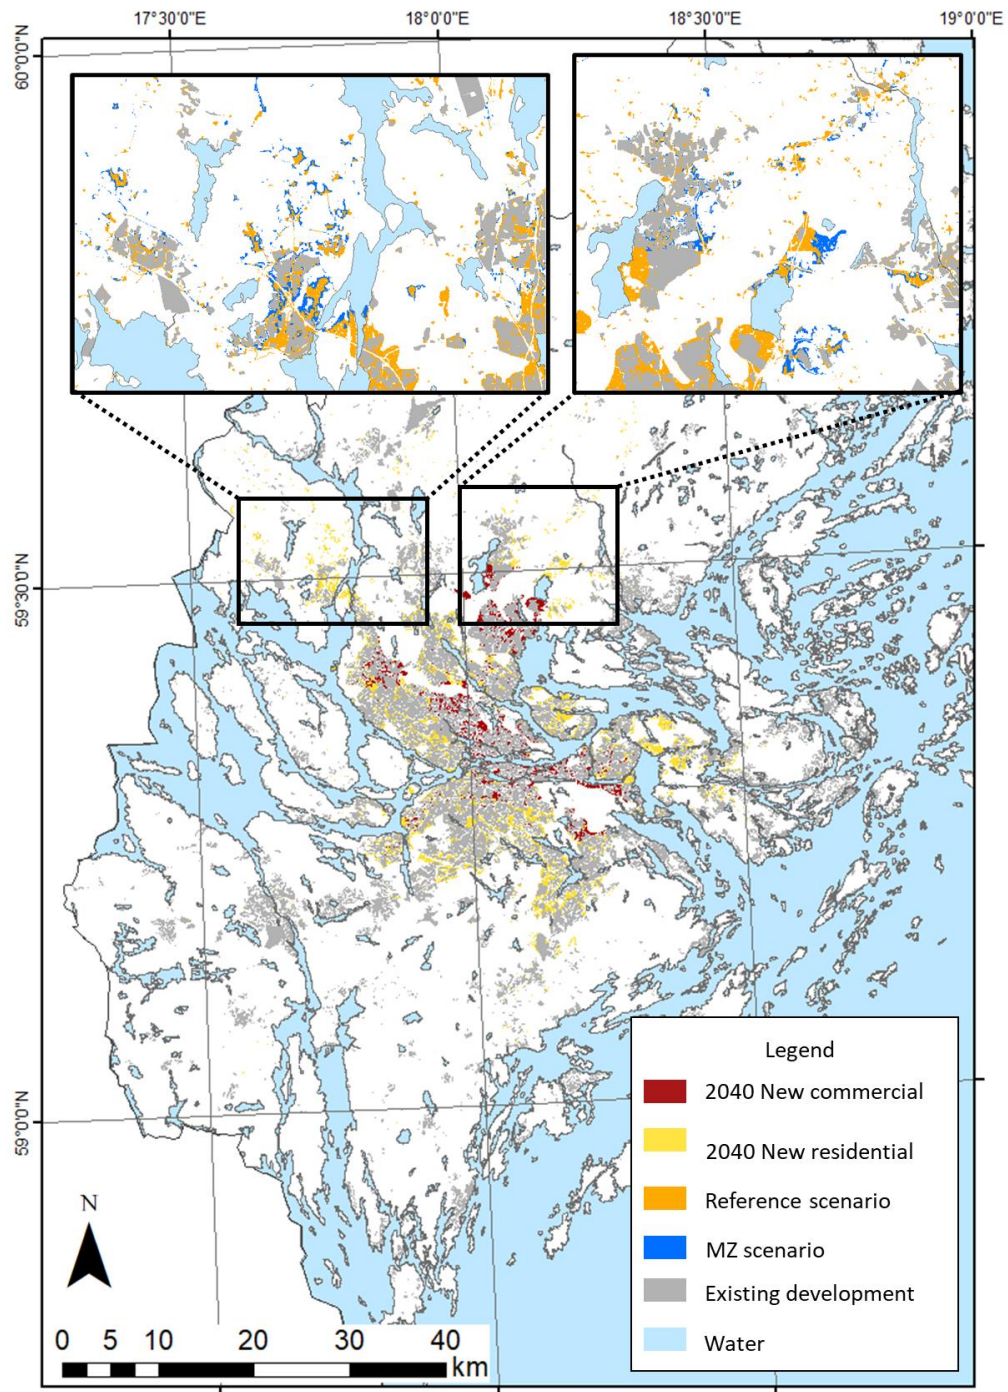 17°30'0"E
18°0'0"E
18°30'0"E
19°0'0"E
60°0'0"N
59°30'0"N
59°0'0"N
Legend
2040 New commercial
2040 New residential
Reference scenario
MZ scenario
Existing development
Water
N
0 5 10 20 30 40
km